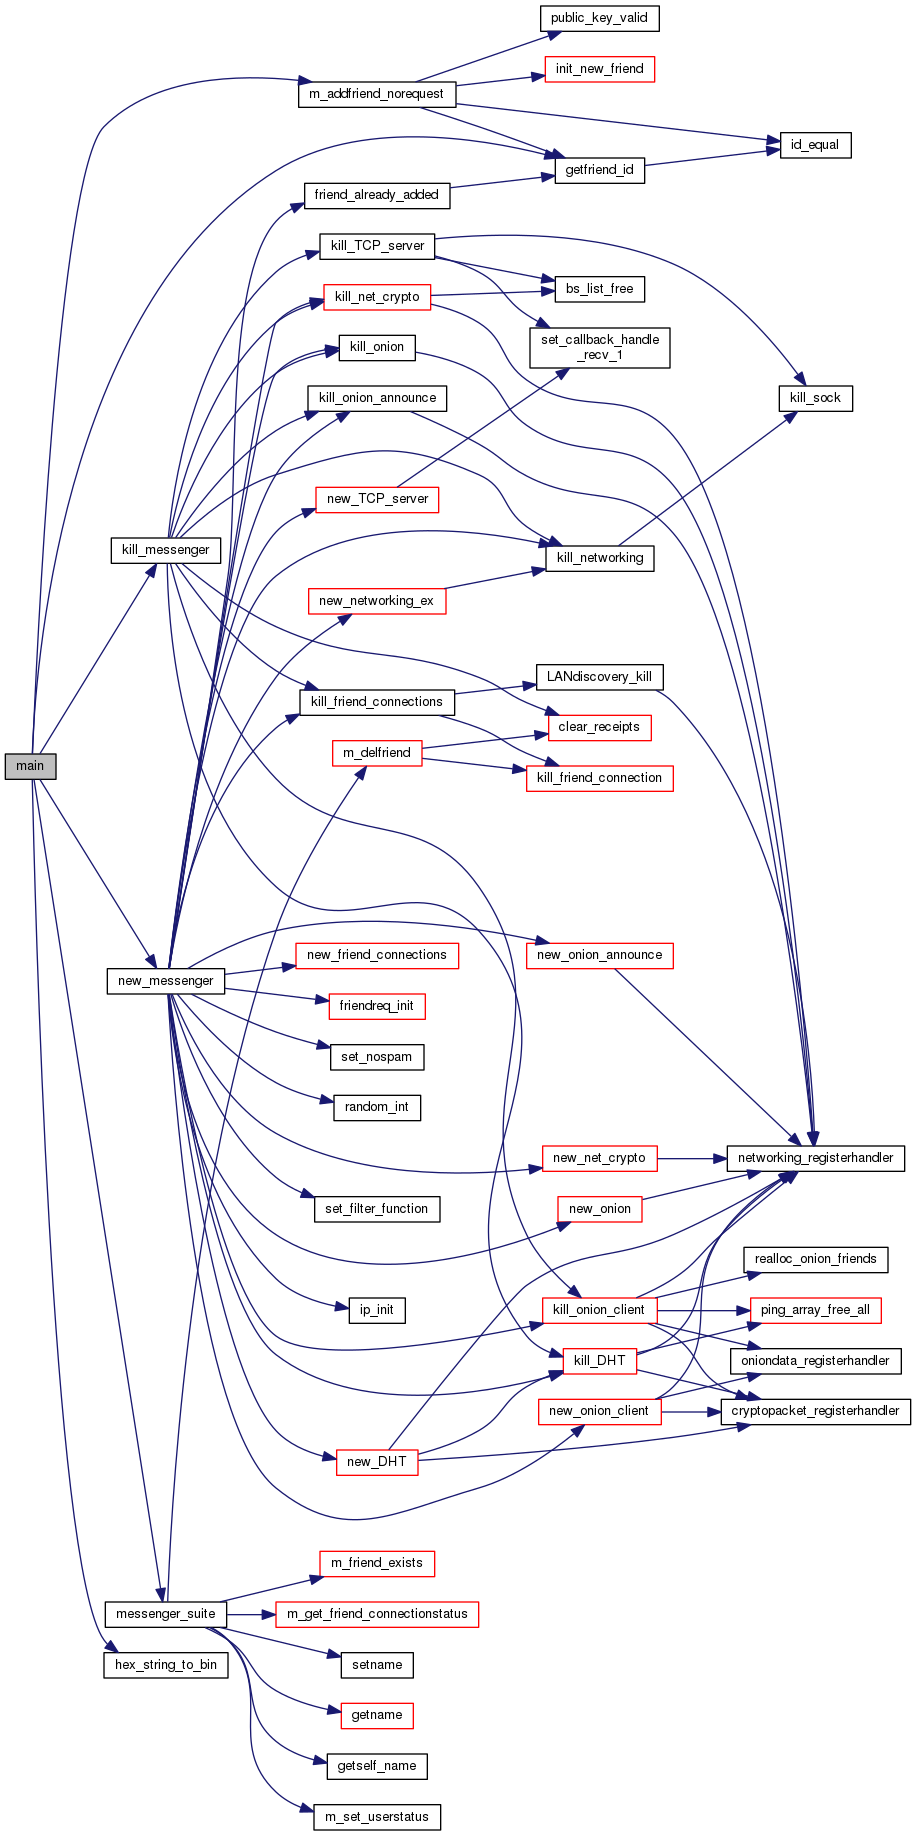 public_key_valid
init_new_friend
m_addfriend_norequest
id_equal
getfriend_id
friend_already_added
kill_TCP_server
bs_list_free
kill_net_crypto
set_callback_handle
_recv_1
kill_onion
kill_onion_announce
kill_sock
new_TCP_server
kill_messenger
kill_networking
new_networking_ex
LANdiscovery_kill
kill_friend_connections
clear_receipts
m_delfriend
main
kill_friend_connection
new_friend_connections
new_onion_announce
new_messenger
friendreq_init
set_nospam
random_int
new_net_crypto
networking_registerhandler
set_filter_function
new_onion
realloc_onion_friends
ip_init
kill_onion_client
ping_array_free_all
kill_DHT
oniondata_registerhandler
new_onion_client
cryptopacket_registerhandler
new_DHT
m_friend_exists
messenger_suite
m_get_friend_connectionstatus
hex_string_to_bin
setname
getname
getself_name
m_set_userstatus